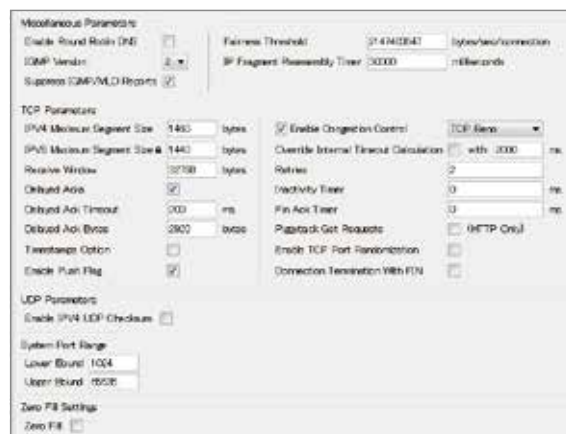 Miscellaneous Parameters
Enable Round Robin DNS
Fairness Threshold 2147483647 bytes/sec/connection
IGMP Version 2
IP Fragment Reassembly Timer 30000 milliseconds
Suppress IGMP/MLD Reports
TCP Parameters
IPV4 Maximum Segment Size 1460 bytes
Enable Congestion Control TCP Reno
IPV6 Maximum Segment Size 1440 bytes
Override Internal Timeout Calculation with 2000 ms
Receive Window 32768 bytes
Retries 2
Delayed Acks
Inactivity Timer 0 ms
Delayed Ack Timeout 200 ms
Fin Ack Timer 0 ms
Delayed Ack Bytes 2920 bytes
Piggyback Get Requests (HTTP Only)
Timestamps Option
Enable TCP Port Randomization
Enable Push Flag
Connection Termination With FIN
UDP Parameters
Enable IPV4 UDP Checksum
System Port Range
Lower Bound 1024
Upper Bound 65535
Zero Fill Settings
Zero Fill